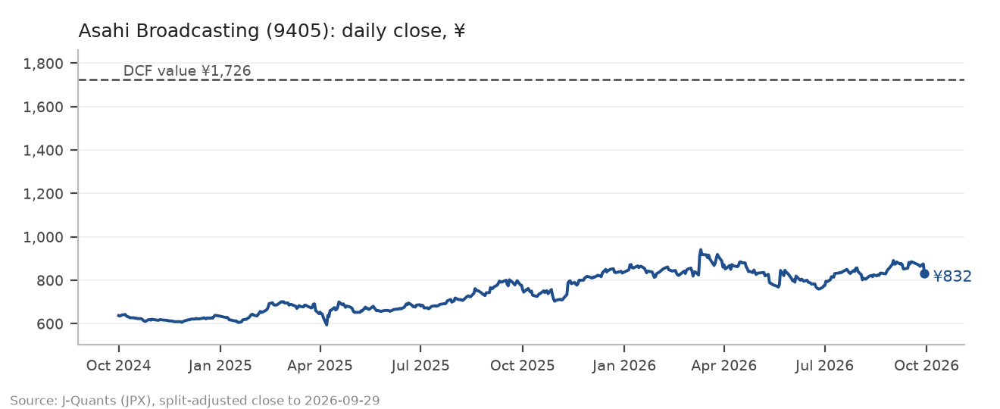 Asahi Broadcasting (9405): daily close, ¥
1,800
DCF value ¥1,726
1,600
1,400
1,200
1,000
800
¥832
600
Oct 2024 Jan 2025 Apr 2025 Jul 2025 Oct 2025 Jan 2026 Apr 2026 Jul 2026 Oct 2026
Source: J-Quants (JPX), split-adjusted close to 2026-09-29